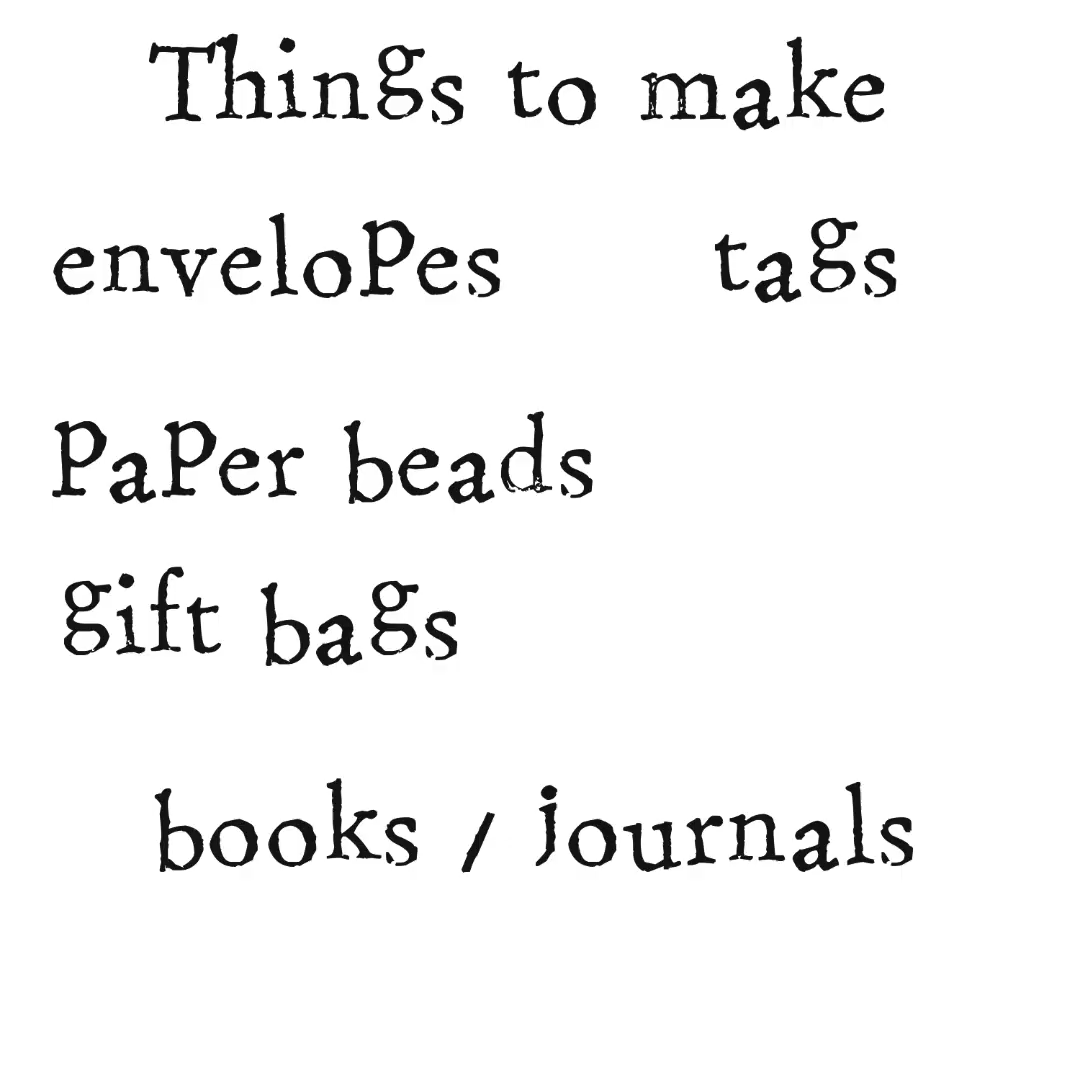 Things to make
envelopes tags
paper beads
gift bags
books / journals